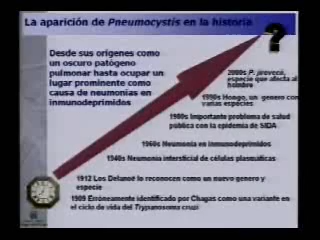 La aparición de Pneumocystis en la historia
Desde sus orígenes como
un oscuro patógeno
pulmonar hasta ocupar un
lugar prominente como
causa de neumonías en
inmunodeprimidos
?
2000s P. jirovecii,
especie que afecta al
hombre
1990s Hongo, un genero con
varias especies
1980s Importante problema de salud
pública con la epidemia de SIDA
1960s Neumonia en inmunodeprimidos
1940s Neumonía intersticial de células plasmáticas
1912 Los Delanoë lo reconocen como un nuevo genero y
especie
1909 Erróneamente identificado por Chagas como una variante en
el ciclo de vida del Trypanosoma cruzi